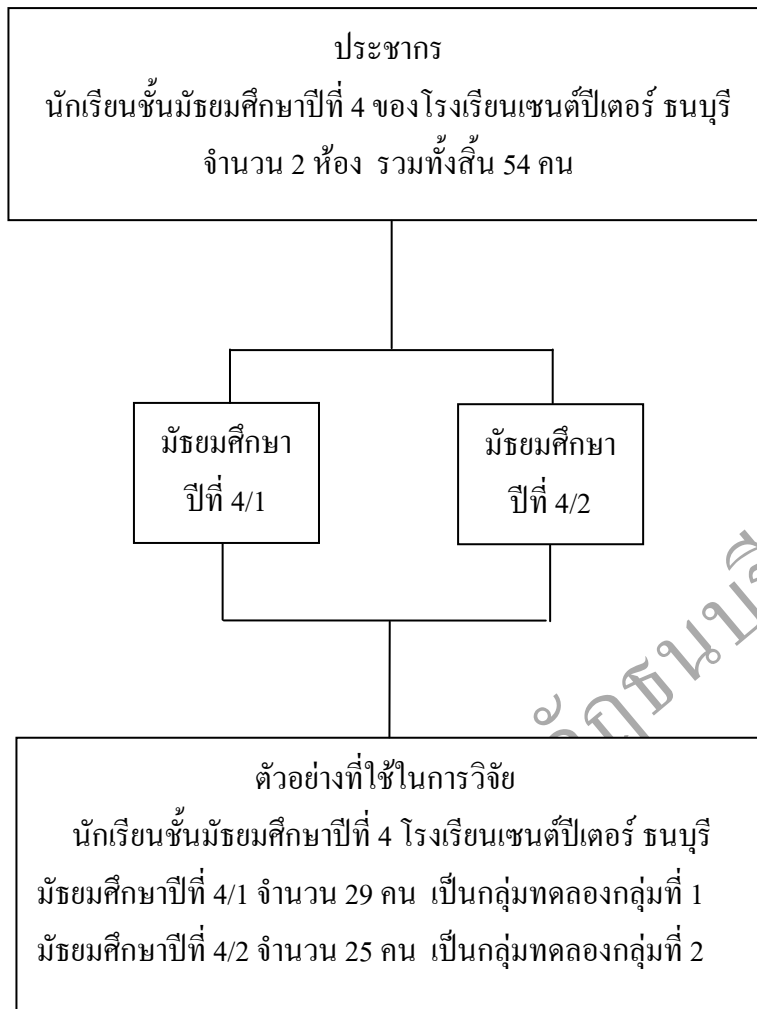 ประชากร
นักเรียนชั้นมัธยมศึกษาปีที่ 4 ของโรงเรียนเซนต์ปีเตอร์ ธนบุรี
จำนวน 2 ห้อง รวมทั้งสิ้น 54 คน
มัธยมศึกษา
ปีที่ 4/1
มัธยมศึกษา
ปีที่ 4/2
ตัวอย่างที่ใช้ในการวิจัย
นักเรียนชั้นมัธยมศึกษาปีที่ 4 โรงเรียนเซนต์ปีเตอร์ ธนบุรี
มัธยมศึกษาปีที่ 4/1 จำนวน 29 คน เป็นกลุ่มทดลองกลุ่มที่ 1
มัธยมศึกษาปีที่ 4/2 จำนวน 25 คน เป็นกลุ่มทดลองกลุ่มที่ 2